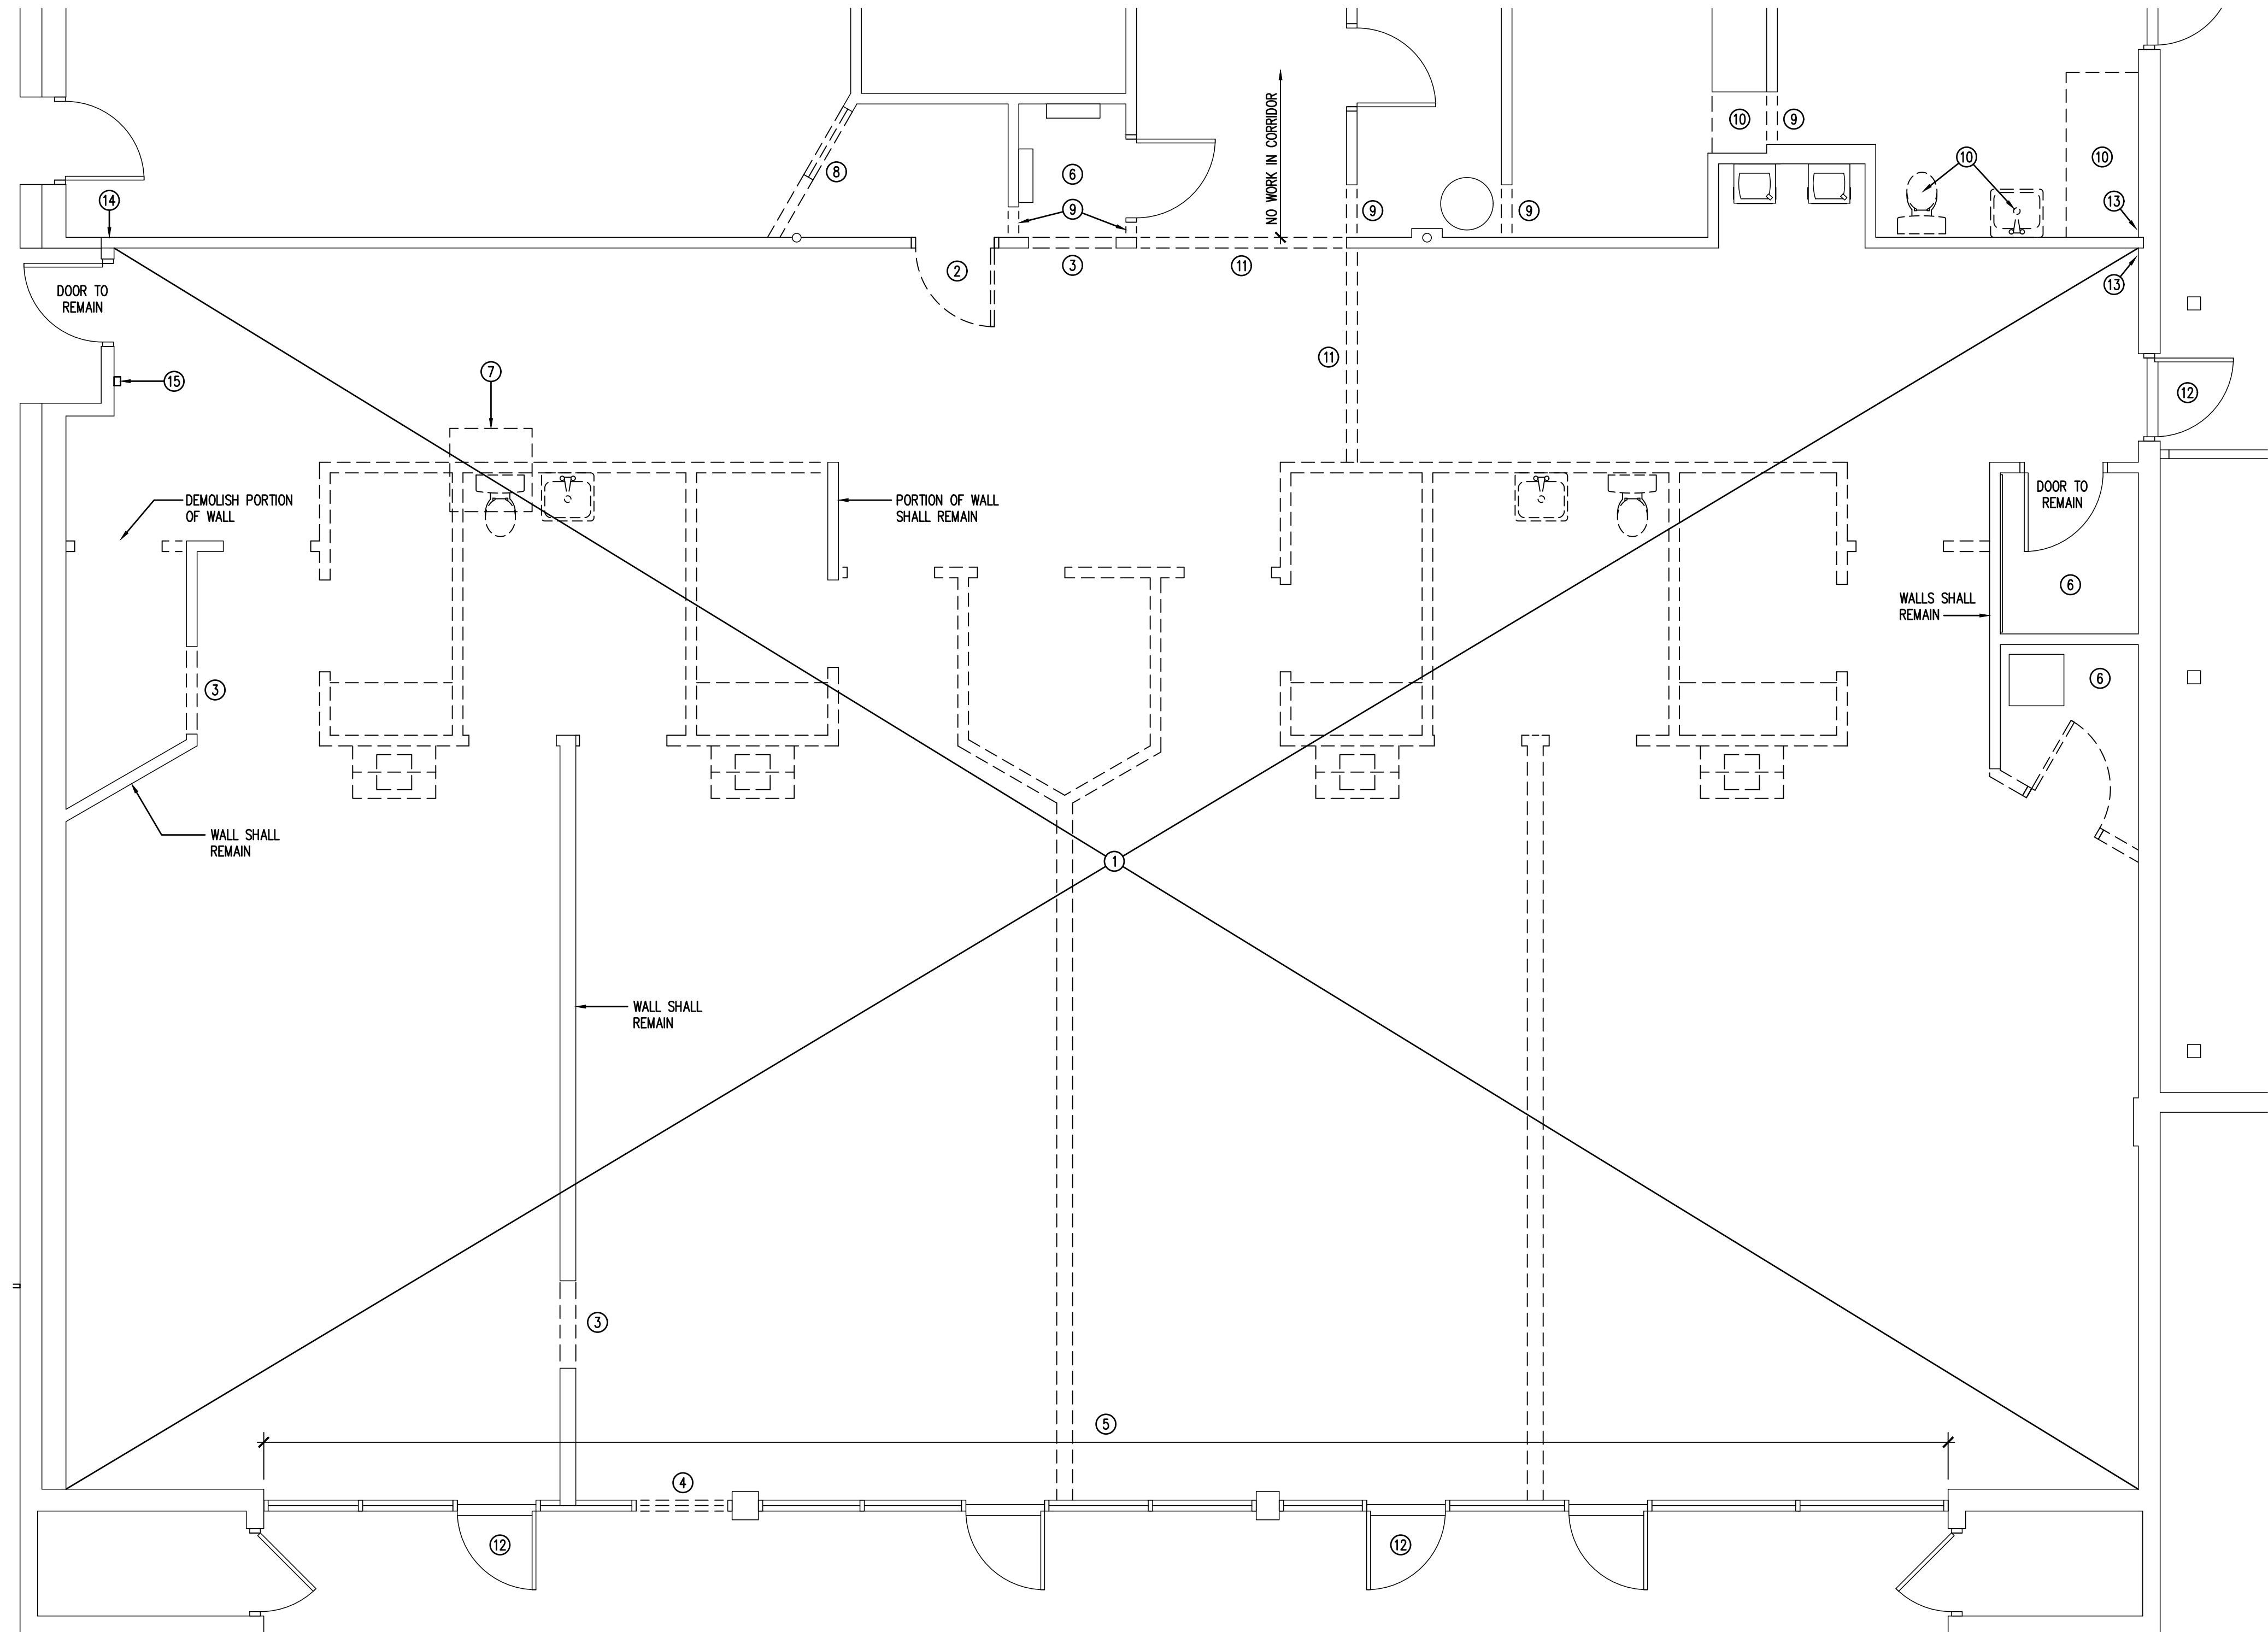 NO WORK IN CORRIDOR
10
9
8
6
10
10
14
9
9
9
13
2
3
11
13
DOOR TO
REMAIN
11
7
15
12
DEMOLISH PORTION
OF WALL
PORTION OF WALL
SHALL REMAIN
DOOR TO
REMAIN
6
WALLS SHALL
REMAIN
3
6
WALL SHALL
REMAIN
1
WALL SHALL
REMAIN
3
5
4
12
12